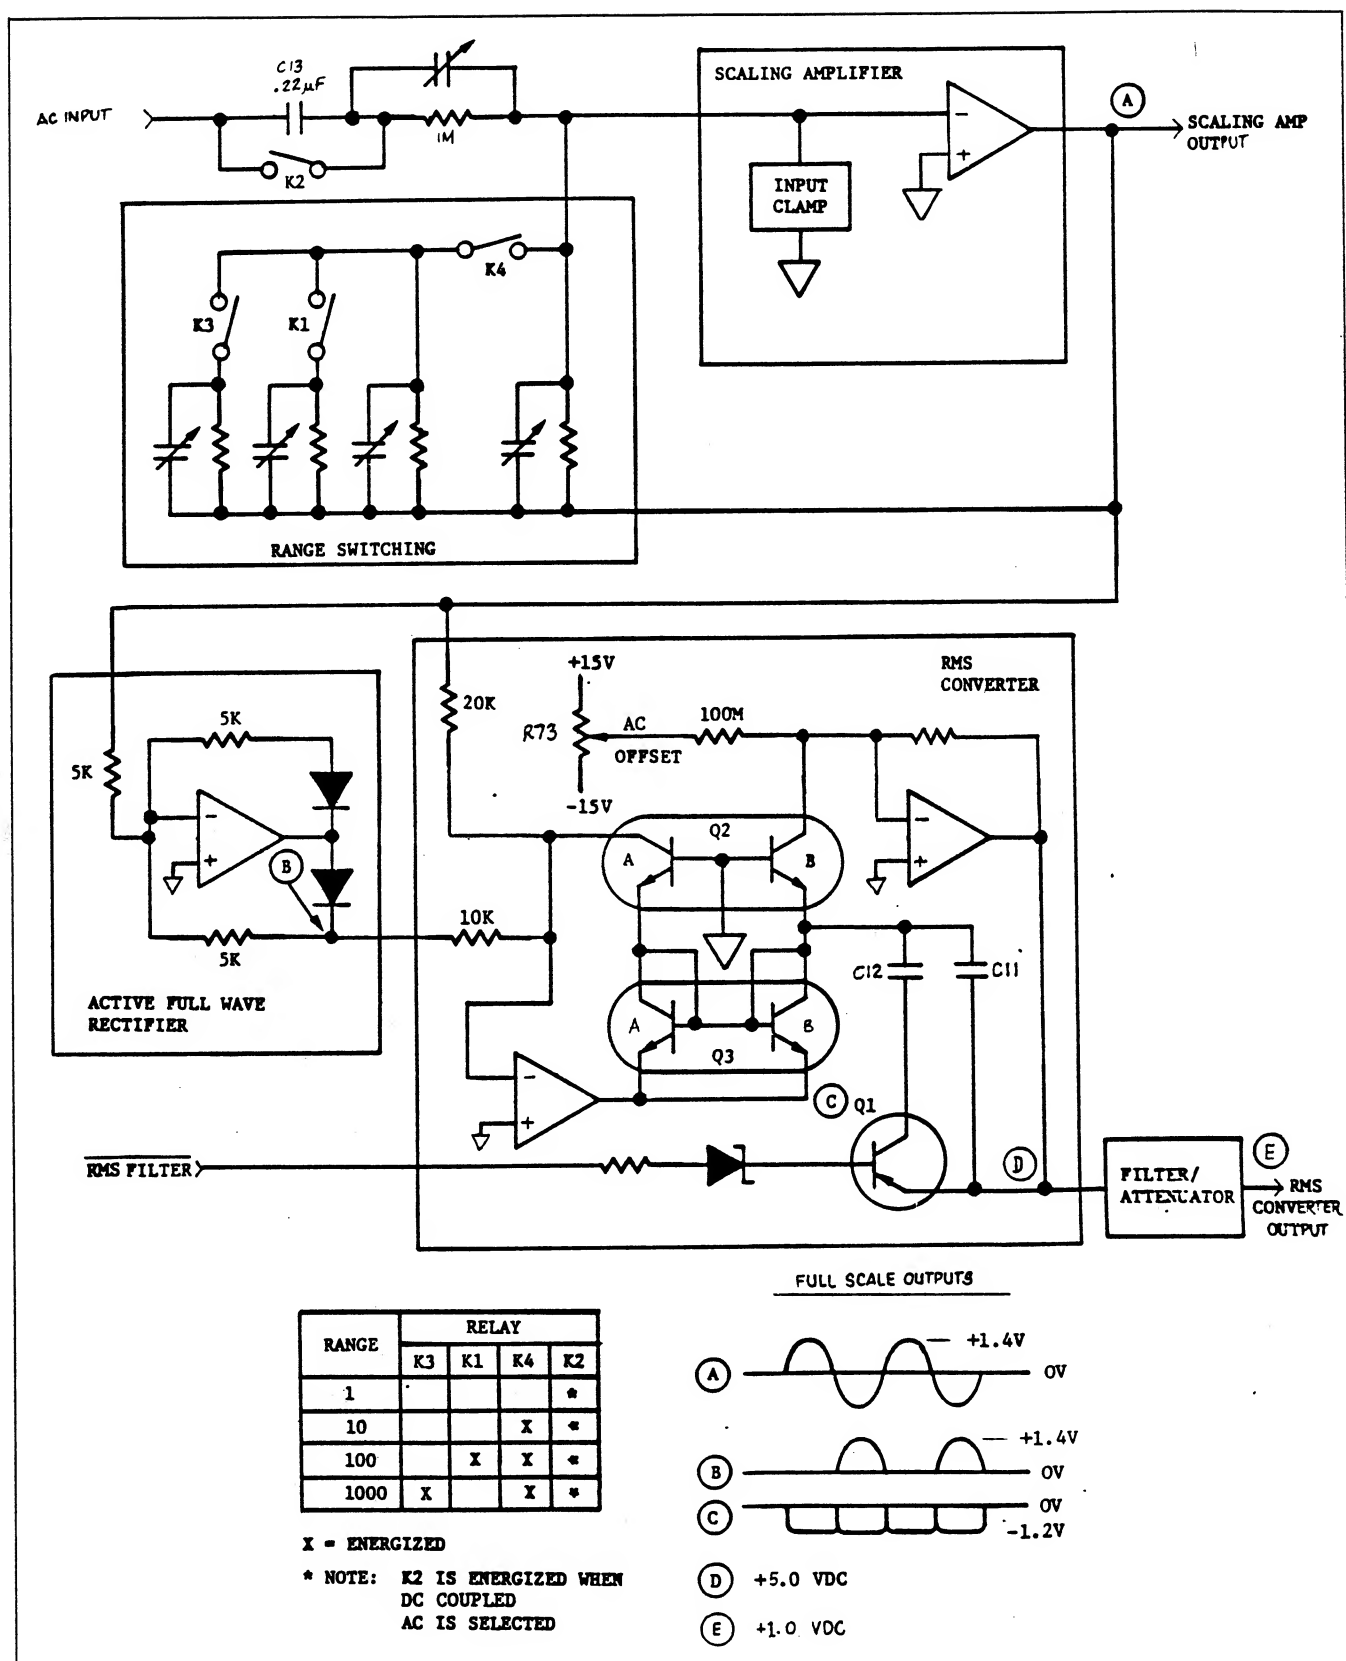 C13
.22µF
AC INPUT
1M
K2
SCALING AMPLIFIER
INPUT
CLAMP
-
+
A
SCALING AMP
OUTPUT
K4
K3
K1
RANGE SWITCHING
RMS
CONVERTER
+15V
20K
R73
AC
OFFSET
100M
-15V
5K
5K
-
+
B
5K
10K
ACTIVE FULL WAVE
RECTIFIER
Q2
A
B
-
+
C12
C11
A
B
Q3
-
+
C
Q1
RMS FILTER
D
FILTER/
ATTENUATOR
E
RMS
CONVERTER
OUTPUT
FULL SCALE OUTPUTS
RANGE RELAY
K3 K1 K4 K2
1 *
10 X *
100 X X *
1000 X X *
X = ENERGIZED
* NOTE: K2 IS ENERGIZED WHEN
DC COUPLED
AC IS SELECTED
A +1.4V
0V
B +1.4V
0V
C 0V
-1.2V
D +5.0 VDC
E +1.0 VDC